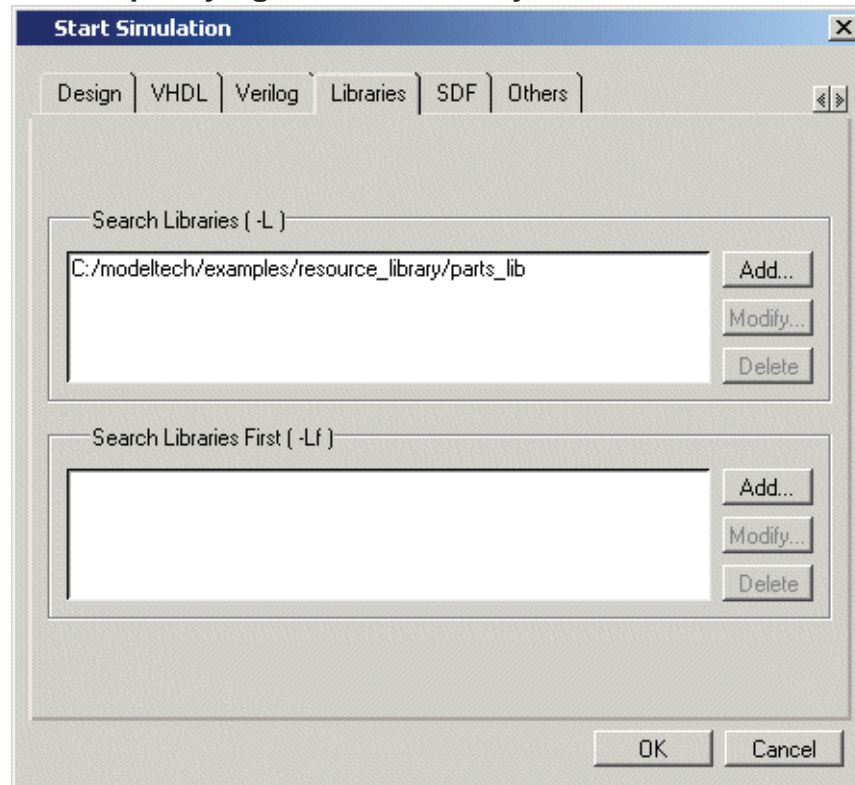 Start Simulation
Design VHDL Verilog Libraries SDF Others
Search Libraries ( -L )
C:/modeltech/examples/resource_library/parts_lib
Add...
Modify...
Delete
Search Libraries First ( -Lf )
Add...
Modify...
Delete
OK Cancel